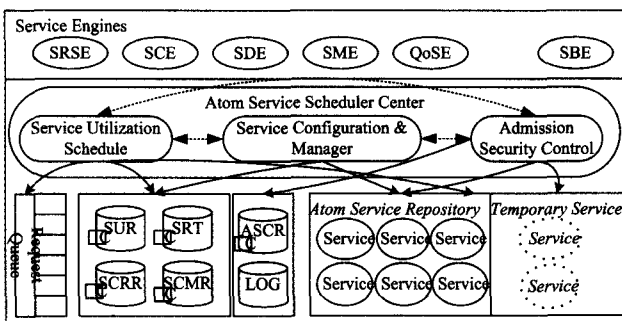 Service Engines
SRSE SCE SDE SME QoSE SBE
Atom Service Scheduler Center
Service Utilization Schedule
Service Configuration & Manager
Admission Security Control
Request Queue
SUR SRT
SCRR SCMR
ASCR
LOG
Atom Service Repository
Service Service Service
Service Service Service
Temporary Service
Service
Service